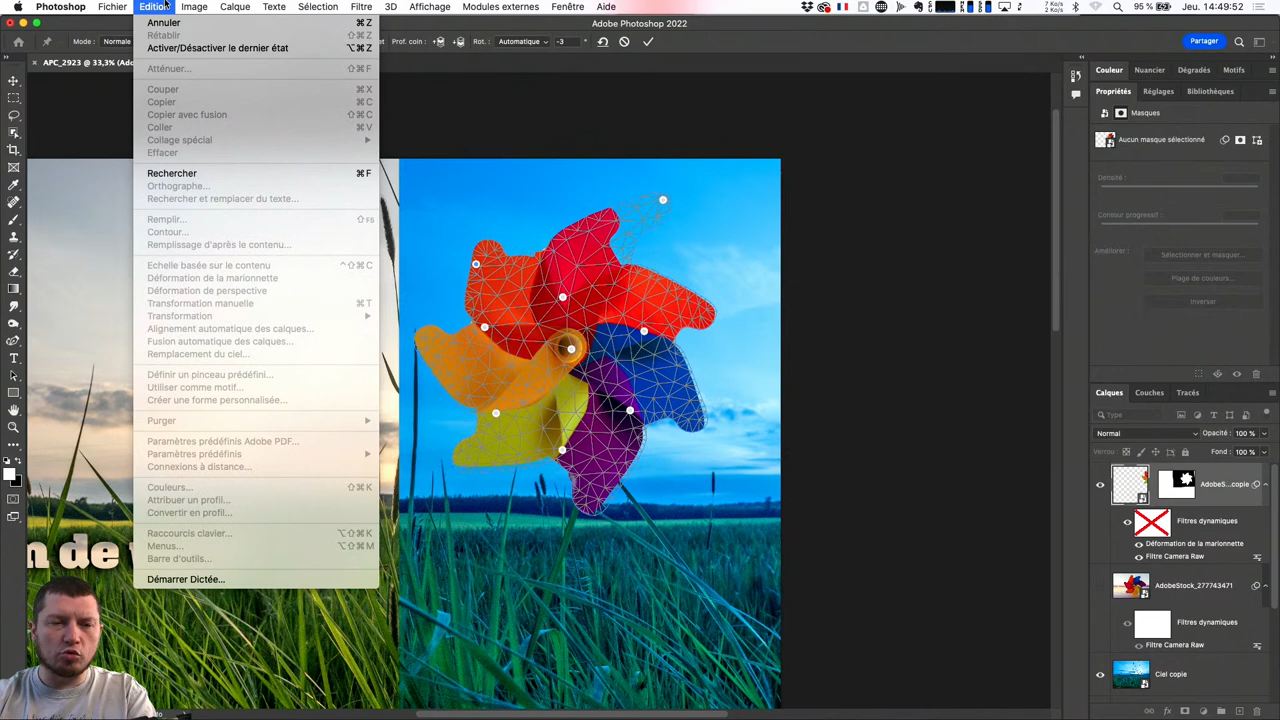 Photoshop Fichier Edition Image Calque Texte Sélection Filtre 3D Affichage Modules externes Fenêtre Aide 7 Ko/s 7 Ko/s 95 % Jeu. 14:49:52
Adobe Photoshop 2022
Mode : Normale
Prof. coin :
Rot. : Automatique
-3
Partager
APC_2923 @ 33,3%
Annuler ⌘Z
Rétablir ⇧⌘Z
Activer/Désactiver le dernier état ⌥⌘Z
Atténuer... ⇧⌘F
Couper ⌘X
Copier ⌘C
Copier avec fusion ⇧⌘C
Coller ⌘V
Collage spécial
Effacer
Rechercher ⌘F
Orthographe...
Rechercher et remplacer du texte...
Remplir... ⇧F5
Contour...
Remplissage d'après le contenu...
Echelle basée sur le contenu ^⇧⌘C
Déformation de la marionnette
Déformation de perspective
Transformation manuelle ⌘T
Transformation
Alignement automatique des calques...
Fusion automatique des calques...
Remplacement du ciel...
Définir un pinceau prédéfini...
Utiliser comme motif...
Créer une forme personnalisée...
Purger
Paramètres prédéfinis Adobe PDF...
Paramètres prédéfinis
Connexions à distance...
Couleurs... ⇧⌘K
Attribuer un profil...
Convertir en profil...
Raccourcis clavier... ⌥⇧⌘K
Menus... ⌥⇧⌘M
Barre d'outils...
Démarrer Dictée...
n de
Couleur Nuancier Dégradés Motifs
Propriétés Réglages Bibliothèques
Masques
Aucun masque sélectionné
Densité :
Contour progressif :
Améliorer :
Sélectionner et masquer...
Plage de couleurs...
Inverser
Calques Couches Tracés
Type
Normal Opacité : 100 %
Verrou : Fond : 100 %
AdobeS...copie
Filtres dynamiques
Déformation de la marionnette
Filtre Camera Raw
AdobeStock_277743471
Filtres dynamiques
Filtre Camera Raw
Ciel copie